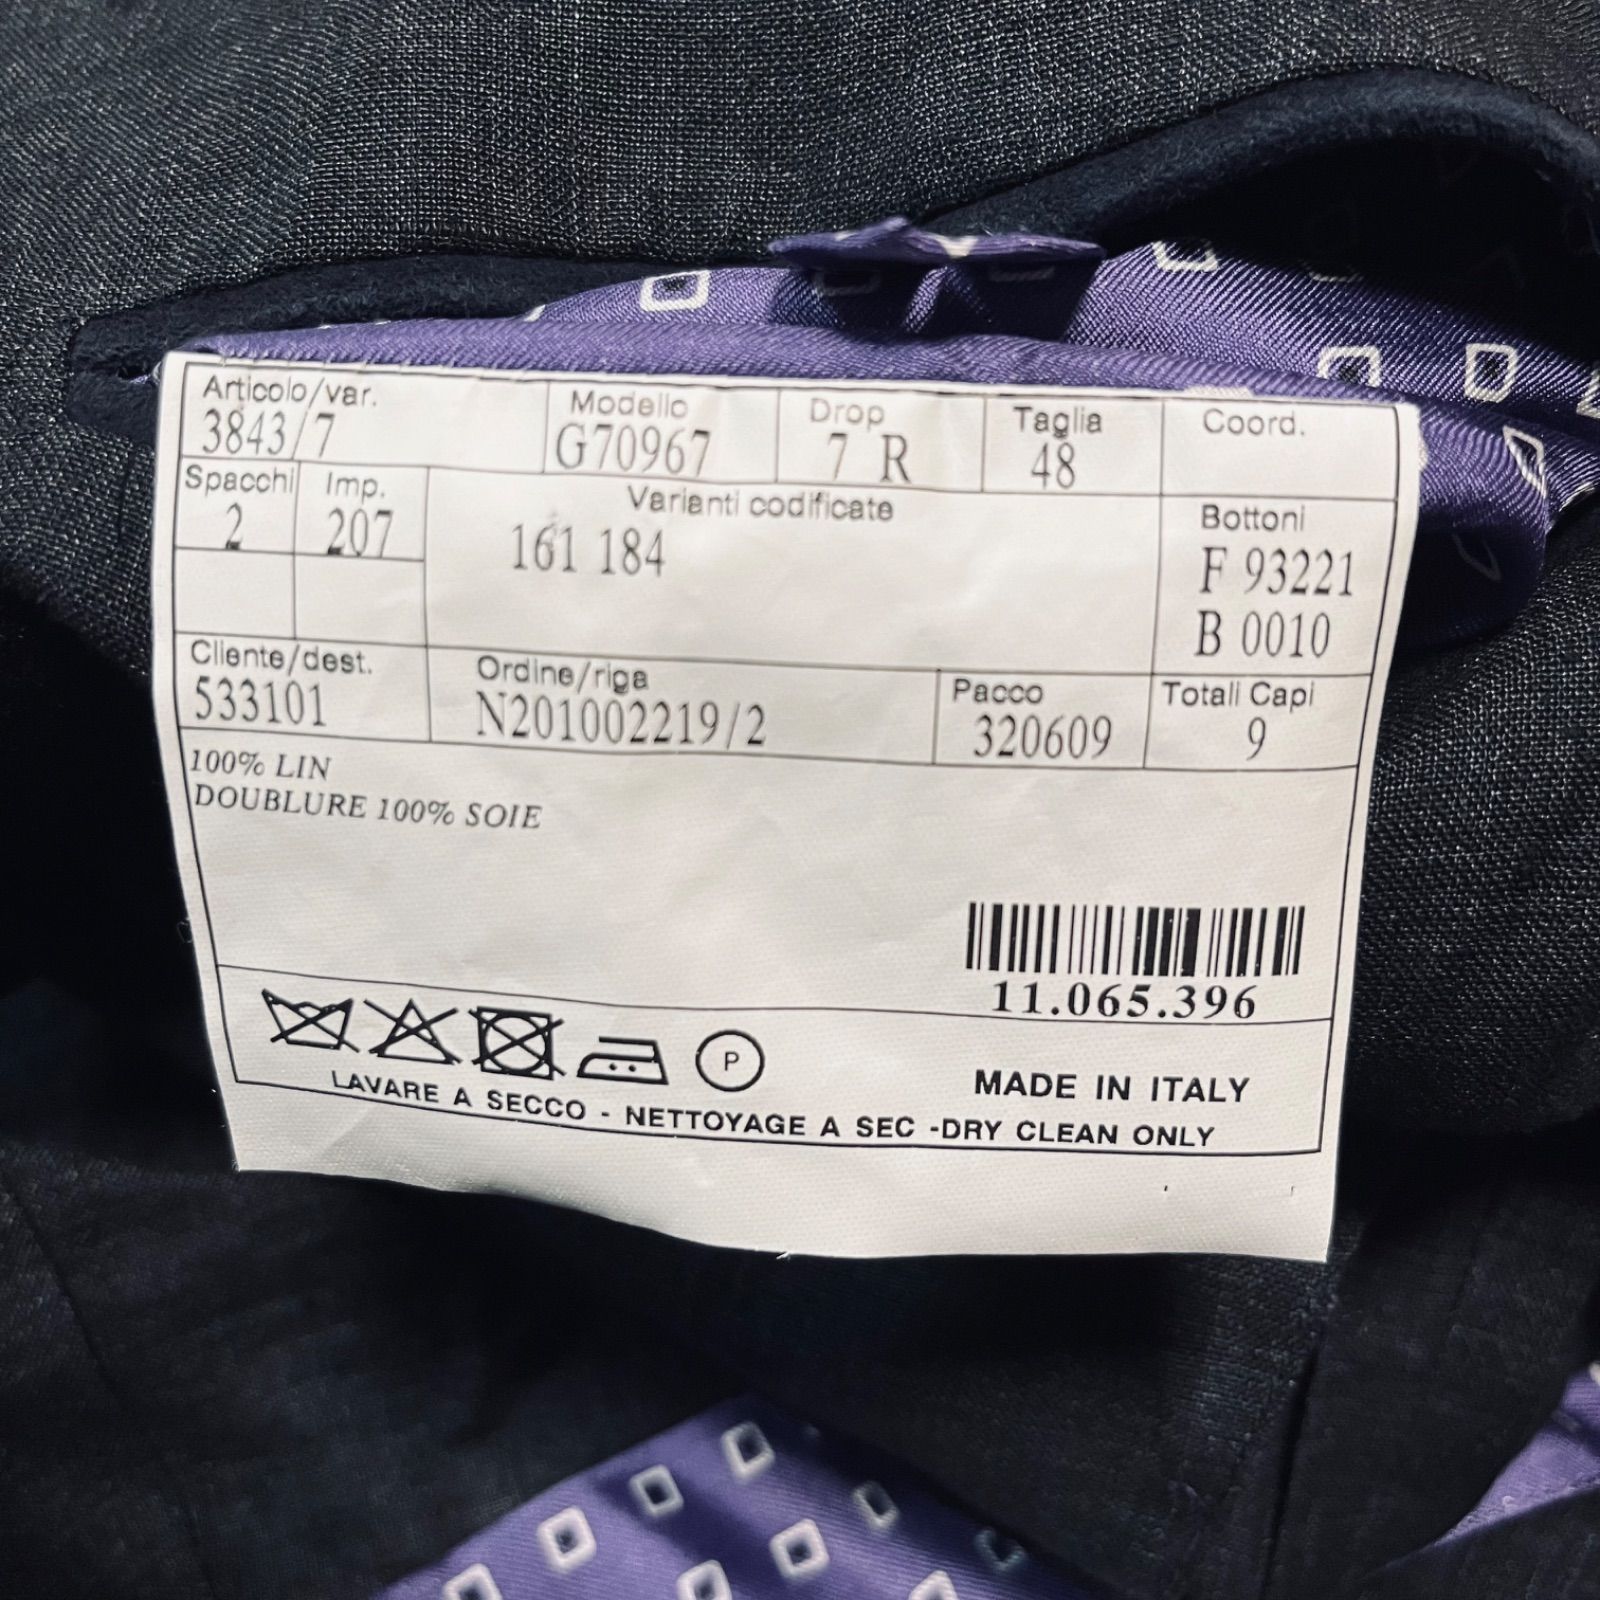 Articolo/var. Modello Drop Taglia Coord.
3843/7 G70967 7 R 48
Spacchi Imp. Varianti codificate Bottoni
2 207 161 184 F 93221
B 0010
Cliente/dest. Ordine/riga Pacco Totali Capi
533101 N201002219/2 320609 9
100% LIN
DOUBLURE 100% SOIE
11.065.396
P
MADE IN ITALY
LAVARE A SECCO - NETTOYAGE A SEC -DRY CLEAN ONLY